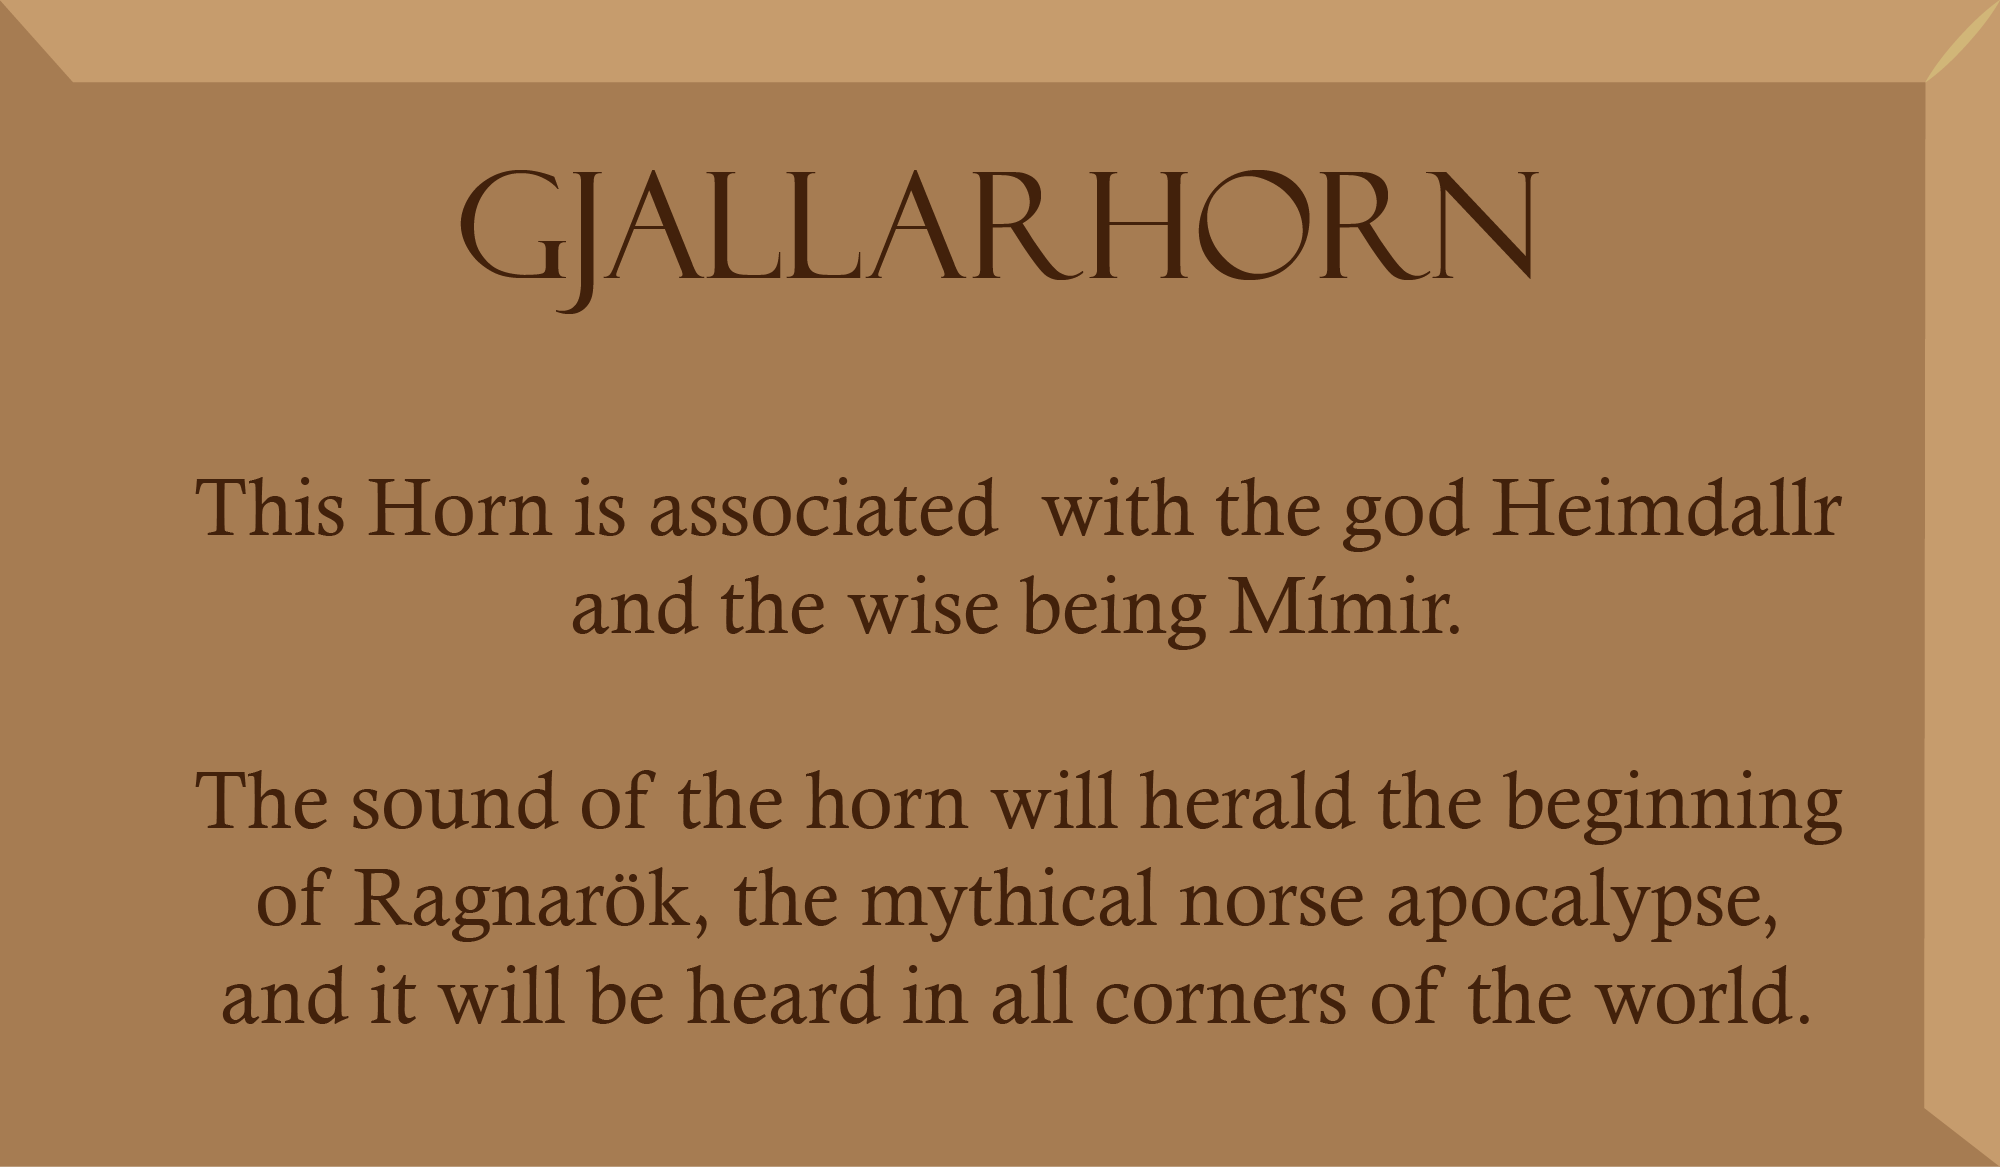 GJALLARHORN
This Horn is associated  with the god Heimdallr
and the wise being Mímir.
The sound of the horn will herald the beginning
of Ragnarök, the mythical norse apocalypse,
and it will be heard in all corners of the world.